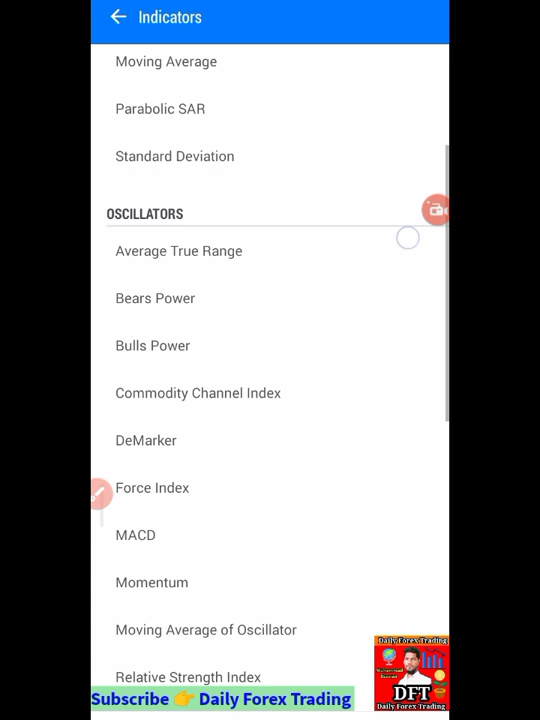 Indicators
Moving Average
Parabolic SAR
Standard Deviation
OSCILLATORS
Average True Range
Bears Power
Bulls Power
Commodity Channel Index
DeMarker
Force Index
MACD
Momentum
Moving Average of Oscillator
Relative Strength Index
Subscribe 👉 Daily Forex Trading
Daily Forex Trading
DFT
Daily Forex Trading